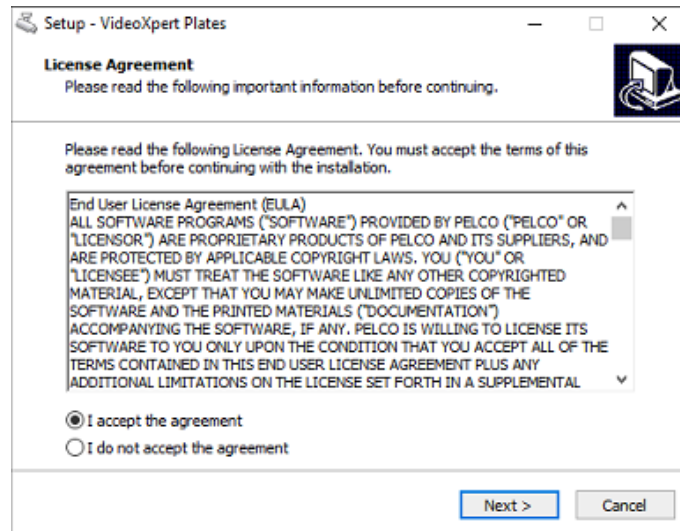 Setup - VideoXpert Plates
License Agreement
Please read the following important information before continuing.
Please read the following License Agreement. You must accept the terms of this
agreement before continuing with the installation.
End User License Agreement (EULA)
ALL SOFTWARE PROGRAMS ("SOFTWARE") PROVIDED BY PELCO ("PELCO" OR
"LICENSOR") ARE PROPRIETARY PRODUCTS OF PELCO AND ITS SUPPLIERS, AND
ARE PROTECTED BY APPLICABLE COPYRIGHT LAWS. YOU ("YOU" OR
"LICENSEE") MUST TREAT THE SOFTWARE LIKE ANY OTHER COPYRIGHTED
MATERIAL, EXCEPT THAT YOU MAY MAKE UNLIMITED COPIES OF THE
SOFTWARE AND THE PRINTED MATERIALS ("DOCUMENTATION")
ACCOMPANYING THE SOFTWARE, IF ANY. PELCO IS WILLING TO LICENSE ITS
SOFTWARE TO YOU ONLY UPON THE CONDITION THAT YOU ACCEPT ALL OF THE
TERMS CONTAINED IN THIS END USER LICENSE AGREEMENT PLUS ANY
ADDITIONAL LIMITATIONS ON THE LICENSE SET FORTH IN A SUPPLEMENTAL
I accept the agreement
I do not accept the agreement
Next >
Cancel